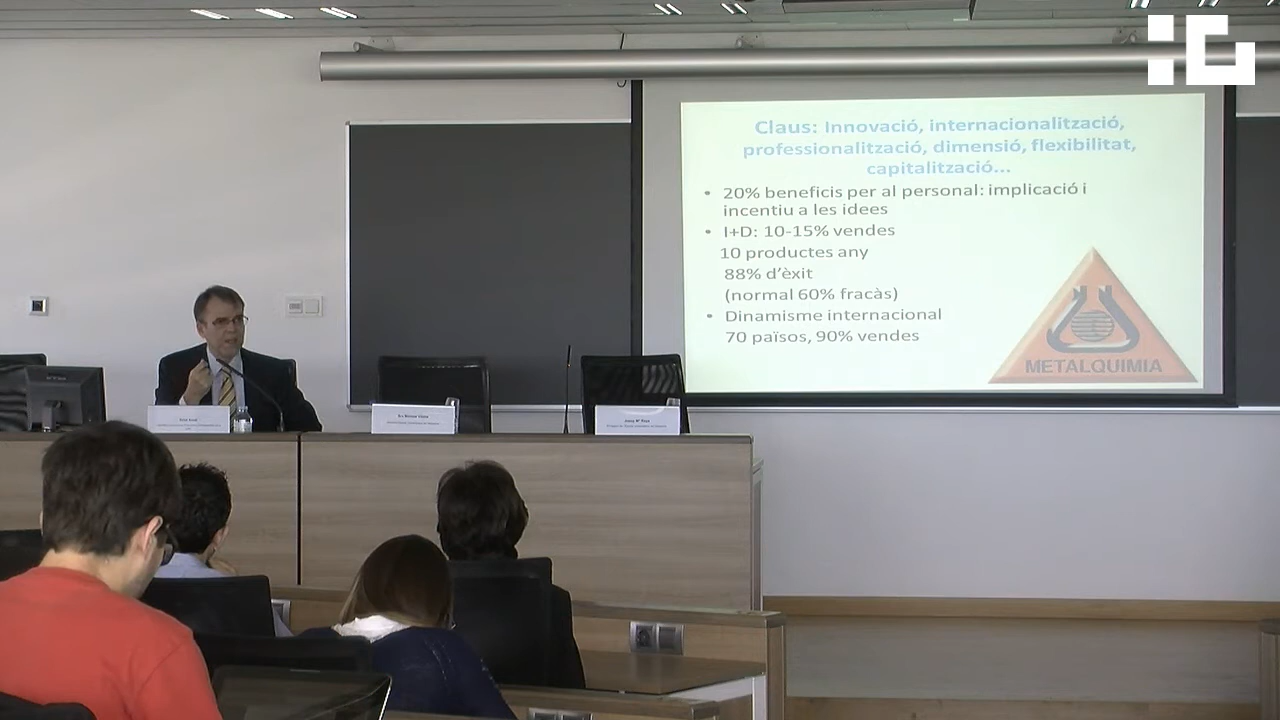 Claus: Innovació, internacionalització,
professionalització, dimensió, flexibilitat,
capitalització...
• 20% beneficis per al personal: implicació i
incentiu a les idees
• I+D: 10-15% vendes
10 productes any
88% d'èxit
(normal 60% fracàs)
• Dinamisme internacional
70 països, 90% vendes
METALQUIMIA